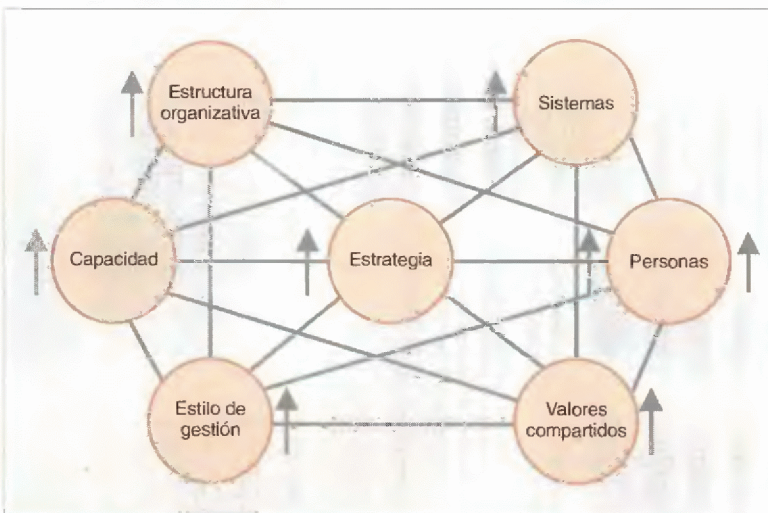 Estructura
organizativa
Sistemas
Capacidad
Estrategia
Personas
Estilo de
gestión
Valores
compartidos